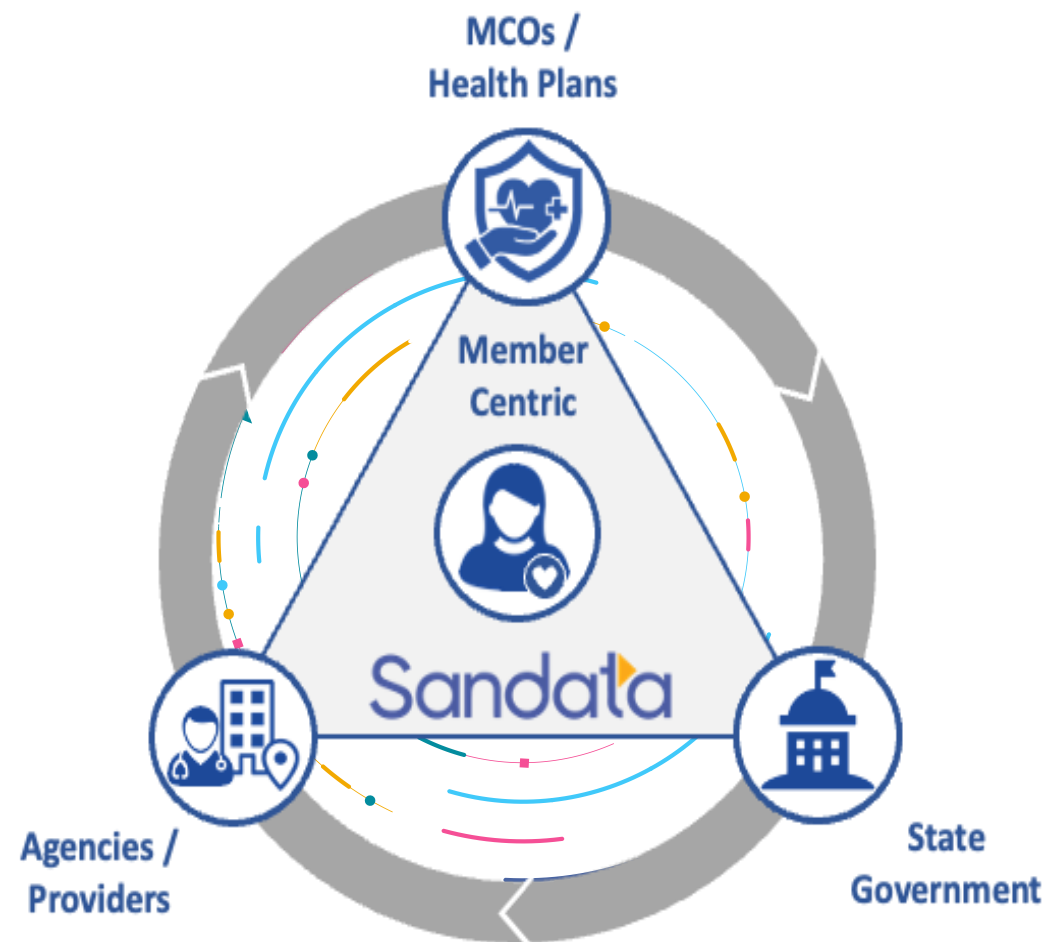 MCOs /
Health Plans
Member
Centric
Sandata
Agencies /
Providers
State
Government